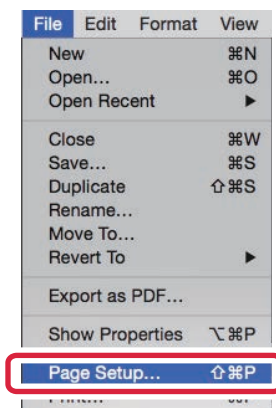 File Edit Format View
New ⌘N
Open... ⌘O
Open Recent ▶
Close ⌘W
Save... ⌘S
Duplicate ⇧⌘S
Rename...
Move To...
Revert To ▶
Export as PDF...
Show Properties ⌥⌘P
Page Setup... ⇧⌘P